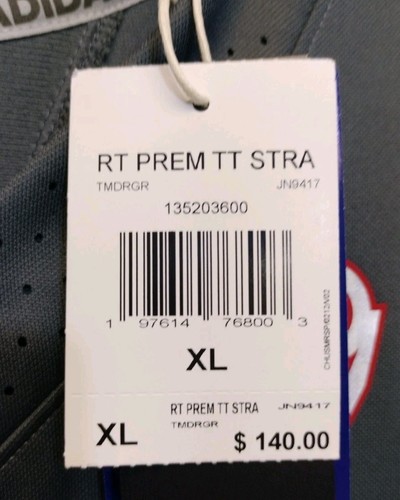 ADIDA
RT PREM TT STRA
TMDRGR JN9417
135203600
1 97614 76800 3
XL
RT PREM TT STRA JN9417
TMDRGR
XL $ 140.00